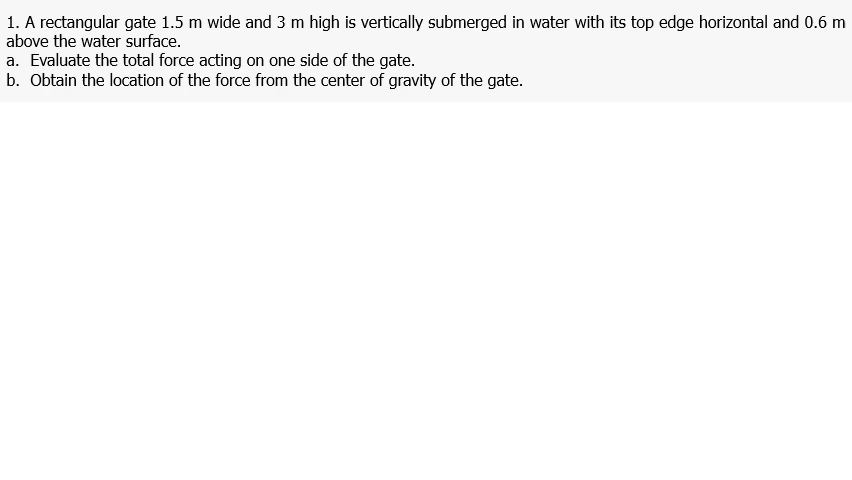 1. A rectangular gate 1.5 m wide and 3 m high is vertically submerged in water with its top edge horizontal and 0.6 m
above the water surface.
a. Evaluate the total force acting on one side of the gate.
b. Obtain the location of the force from the center of gravity of the gate.